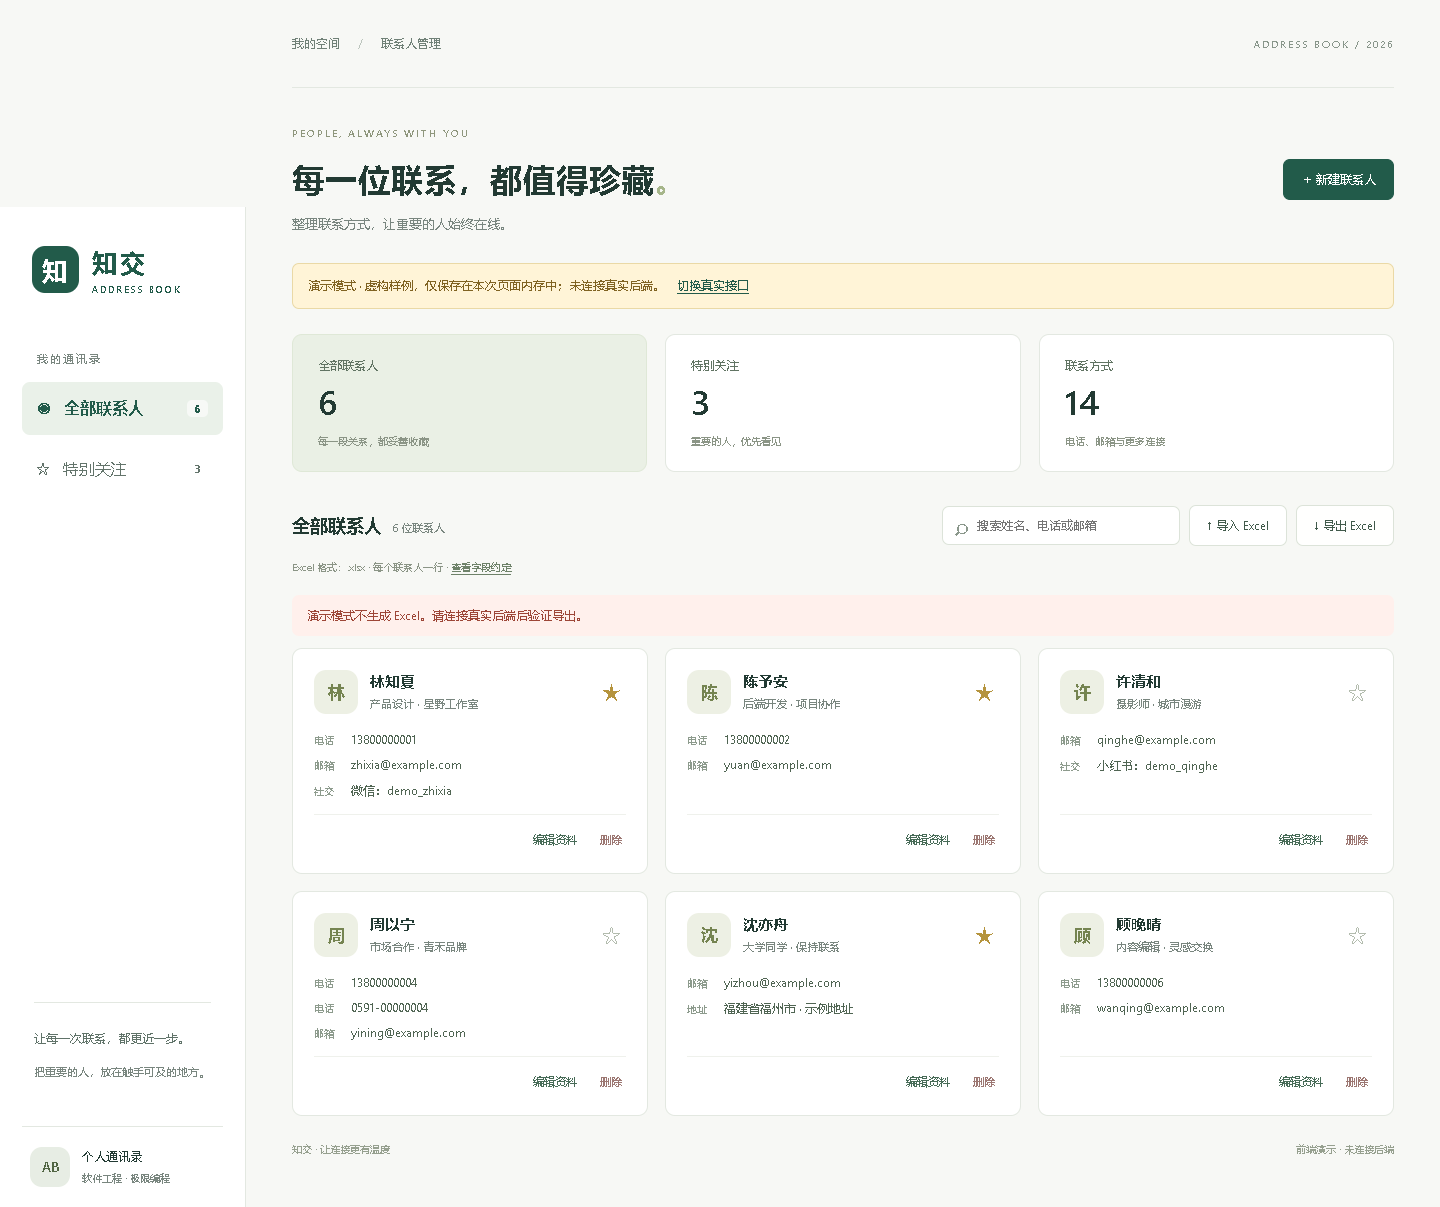 我的空间 / 联系人管理
ADDRESS BOOK / 2026
PEOPLE, ALWAYS WITH YOU
每一位联系，都值得珍藏。
+ 新建联系人
整理联系方式，让重要的人始终在线。
知 知交
ADDRESS BOOK
我的通讯录
全部联系人 6
☆ 特别关注 3
让每一次联系，都更近一步。
把重要的人，放在触手可及的地方。
AB 个人通讯录
软件工程 · 极限编程
演示模式 · 虚构样例，仅保存在本次页面内存中；未连接真实后端。 切换真实接口
全部联系人
6
每一段关系，都妥善收藏
特别关注
3
重要的人，优先看见
联系方式
14
电话、邮箱与更多连接
全部联系人 6 位联系人
搜索姓名、电话或邮箱
↑ 导入 Excel
↓ 导出 Excel
Excel 格式：.xlsx · 每个联系人一行 · 查看字段约定
演示模式不生成 Excel。请连接真实后端后验证导出。
林 林知夏 ★
产品设计 · 星野工作室
电话 13800000001
邮箱 zhixia@example.com
社交 微信：demo_zhixia
编辑资料 删除
陈 陈予安 ★
后端开发 · 项目协作
电话 13800000002
邮箱 yuan@example.com
编辑资料 删除
许 许清和 ☆
摄影师 · 城市漫游
邮箱 qinghe@example.com
社交 小红书：demo_qinghe
编辑资料 删除
周 周以宁 ☆
市场合作 · 青禾品牌
电话 13800000004
电话 0591-00000004
邮箱 yining@example.com
编辑资料 删除
沈 沈亦舟 ★
大学同学 · 保持联系
邮箱 yizhou@example.com
地址 福建省福州市 · 示例地址
编辑资料 删除
顾 顾晚晴 ☆
内容编辑 · 灵感交换
电话 13800000006
邮箱 wanqing@example.com
编辑资料 删除
知交 · 让连接更有温度
前端演示 · 未连接后端